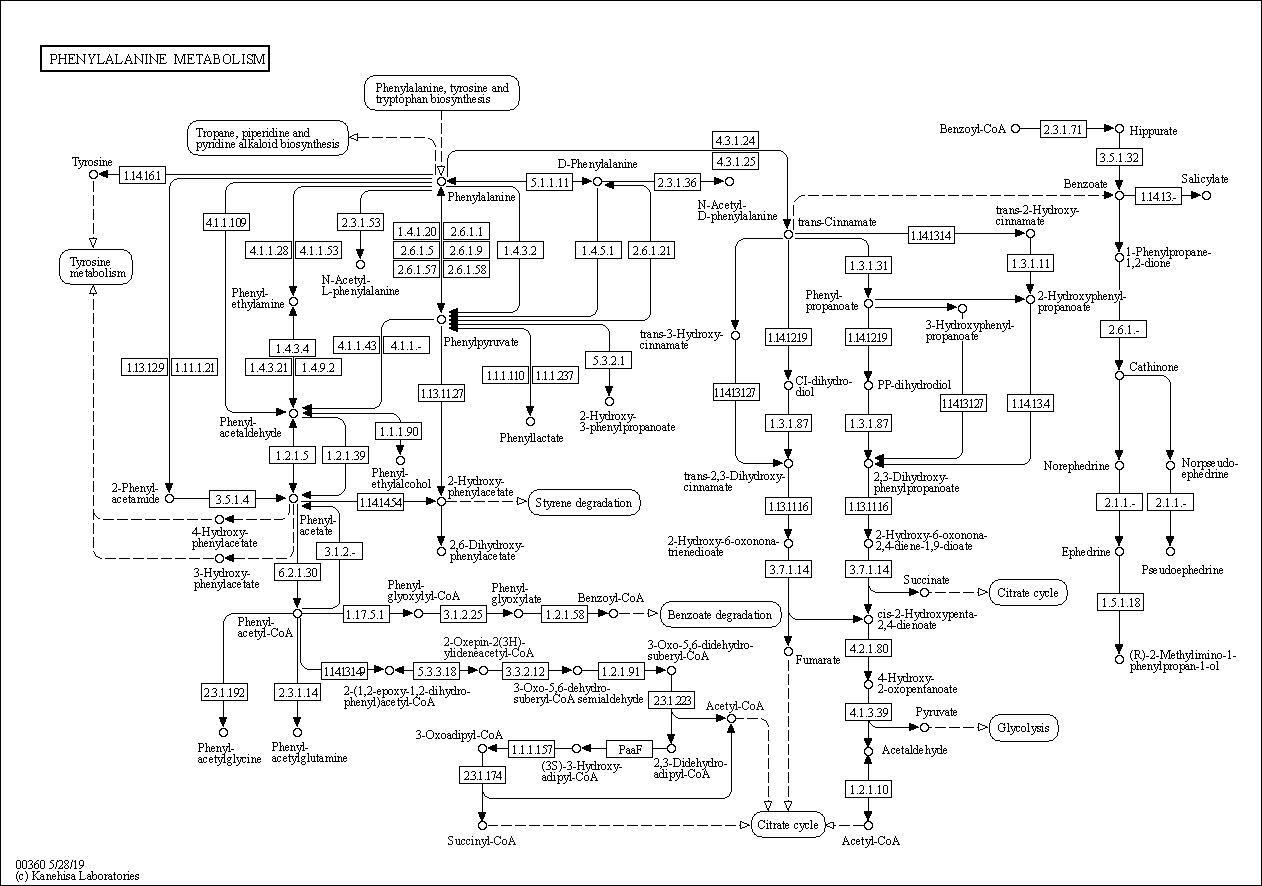 PHENYLALANINE METABOLISM
Phenylalanine, tyrosine and
tryptophan biosynthesis
Tropane, piperidine and
pyridine alkaloid biosynthesis
Tyrosine
1.14.16.1
Phenylalanine
D-Phenylalanine
5.1.1.11
2.3.1.36
N-Acetyl-
D-phenylalanine
4.3.1.24
4.3.1.25
Benzoyl-CoA
2.3.1.71
Hippurate
3.5.1.32
Benzoate
1.14.13.-
Salicylate
trans-Cinnamate
1.14.13.14
trans-2-Hydroxy-
cinnamate
4.1.1.109
4.1.1.28
4.1.1.53
2.3.1.53
N-Acetyl-
L-phenylalanine
1.4.1.20
2.6.1.1
2.6.1.5
2.6.1.9
2.6.1.57
2.6.1.58
1.4.3.2
1.4.5.1
2.6.1.21
Tyrosine
metabolism
Phenyl-
ethylamine
1.3.1.31
1.3.1.11
1-Phenylpropane-
1,2-dione
Phenyl-
propanoate
2-Hydroxyphenyl-
propanoate
3-Hydroxyphenyl-
propanoate
trans-3-Hydroxy-
cinnamate
1.14.12.19
1.14.12.19
2.6.1.-
Phenylpyruvate
1.4.3.4
1.4.3.21
1.4.9.2
4.1.1.43
4.1.1.-
1.13.12.9
1.11.1.21
1.13.11.27
1.1.1.110
1.1.1.237
5.3.2.1
Phenyllactate
2-Hydroxy-
3-phenylpropanoate
Cathinone
CI-dihydro-
diol
PP-dihydrodiol
1.14.13.127
1.14.13.127
1.14.13.4
1.3.1.87
1.3.1.87
Phenyl-
acetaldehyde
1.1.1.90
Phenyl-
ethylalcohol
1.2.1.5
1.2.1.39
trans-2,3-Dihydroxy-
cinnamate
2,3-Dihydroxy-
phenylpropanoate
Norephedrine
Norpseudo-
ephedrine
2-Phenyl-
acetamide
3.5.1.4
Phenyl-
acetate
1.14.14.54
2-Hydroxy-
phenylacetate
Styrene degradation
1.13.11.16
1.13.11.16
2.1.1.-
2.1.1.-
4-Hydroxy-
phenylacetate
3-Hydroxy-
phenylacetate
2,6-Dihydroxy-
phenylacetate
3.1.2.-
6.2.1.30
2-Hydroxy-6-oxonona-
trienedioate
2-Hydroxy-6-oxonona-
2,4-diene-1,9-dioate
Ephedrine
Pseudoephedrine
3.7.1.14
3.7.1.14
Succinate
Citrate cycle
1.5.1.18
Phenyl-
acetyl-CoA
1.17.5.1
Phenyl-
glyoxylyl-CoA
3.1.2.25
Phenyl-
glyoxylate
1.2.1.58
Benzoyl-CoA
Benzoate degradation
cis-2-Hydroxypenta-
2,4-dienoate
4.2.1.80
Fumarate
(R)-2-Methylimino-1-
phenylpropan-1-ol
1.14.13.149
2-(1,2-epoxy-1,2-dihydro-
phenyl)acetyl-CoA
5.3.3.18
2-Oxepin-2(3H)-
ylideneacetyl-CoA
3.3.2.12
3-Oxo-5,6-dehydro-
suberyl-CoA semialdehyde
1.2.1.91
3-Oxo-5,6-didehydro-
suberyl-CoA
2.3.1.192
2.3.1.14
2.3.1.223
4-Hydroxy-
2-oxopentanoate
4.1.3.39
Pyruvate
Glycolysis
Acetyl-CoA
Phenyl-
acetylglycine
Phenyl-
acetylglutamine
3-Oxoadipyl-CoA
1.1.1.157
(3S)-3-Hydroxy-
adipyl-CoA
PaaF
2,3-Didehydro-
adipyl-CoA
Acetaldehyde
2.3.1.174
1.2.1.10
Succinyl-CoA
Citrate cycle
Acetyl-CoA
00360 5/28/19
(c) Kanehisa Laboratories